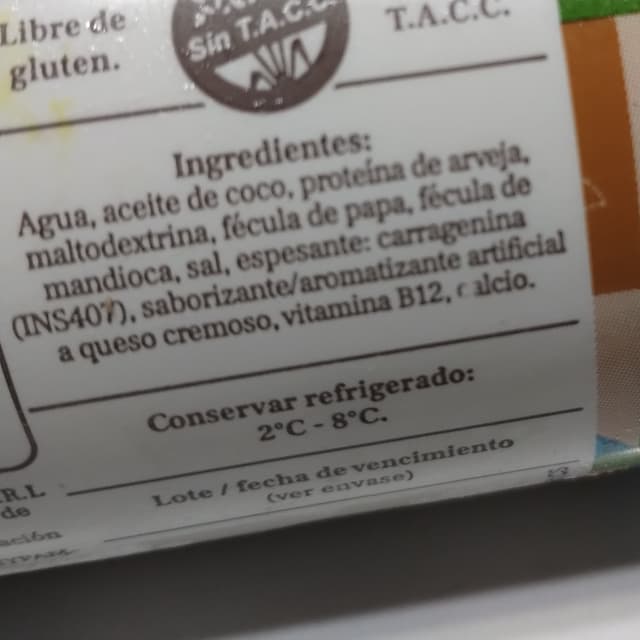 Libre de
gluten.
Sin T.A.C.C.
T.A.C.C.
Ingredientes:
Agua, aceite de coco, proteína de arveja,
maltodextrina, fécula de papa, fécula de
mandioca, sal, espesante: carragenina
(INS407), saborizante/aromatizante artificial
a queso cremoso, vitamina B12, calcio.
Conservar refrigerado:
2°C - 8°C.
Lote / fecha de vencimiento
(ver envase)
.R.L
de